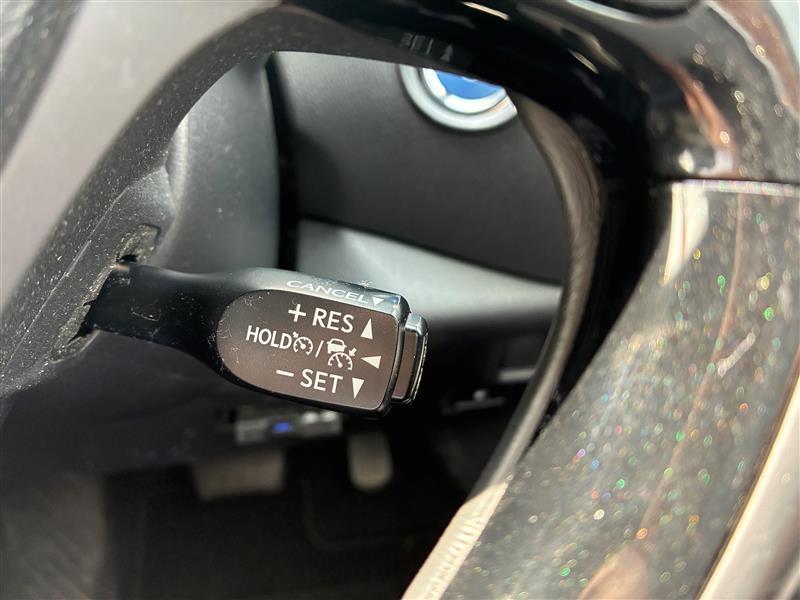 CANCEL▼
+ RES ▲
HOLD / ◀
− SET ▼